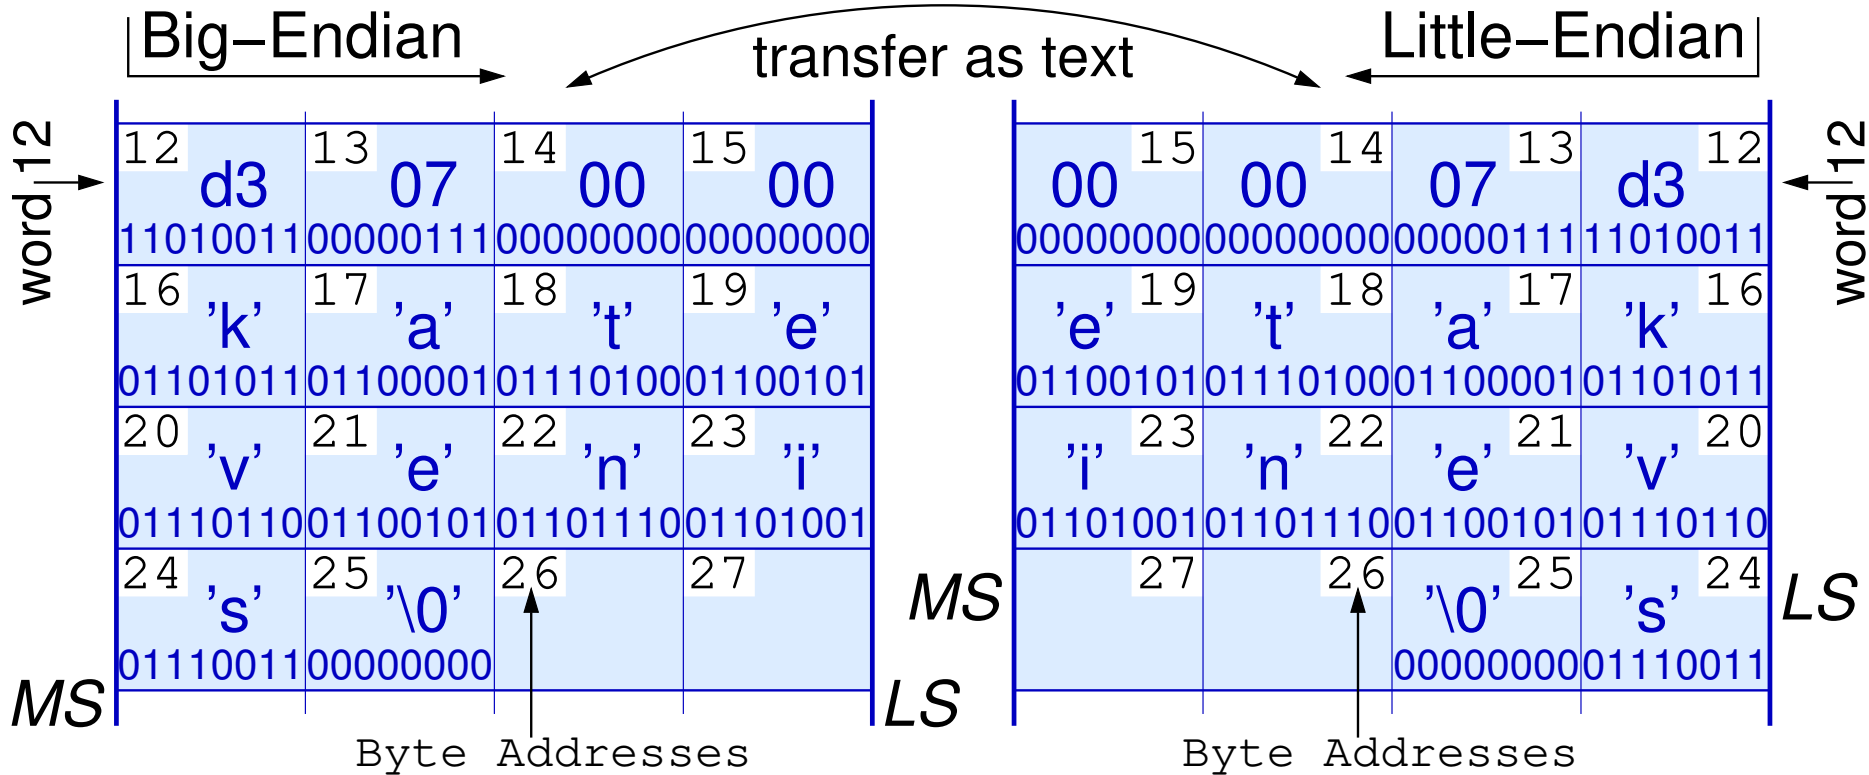 Big–Endian transfer as text Little–Endian
word 12
word 12
12 13 14 15
d3 07 00 00
11010011 00000111 00000000 00000000
16 17 18 19
'k' 'a' 't' 'e'
01101011 01100001 01110100 01100101
20 21 22 23
'v' 'e' 'n' 'i'
01110110 01100101 01101110 01101001
24 25 26 27
's' '\0'
01110011 00000000
MS LS
Byte Addresses
15 14 13 12
00 00 07 d3
00000000 00000000 00000111 11010011
19 18 17 16
'e' 't' 'a' 'k'
01100101 01110100 01100001 01101011
23 22 21 20
'i' 'n' 'e' 'v'
01101001 01101110 01100101 01110110
27 26 25 24
MS '\0' 's' LS
00000000 01110011
Byte Addresses